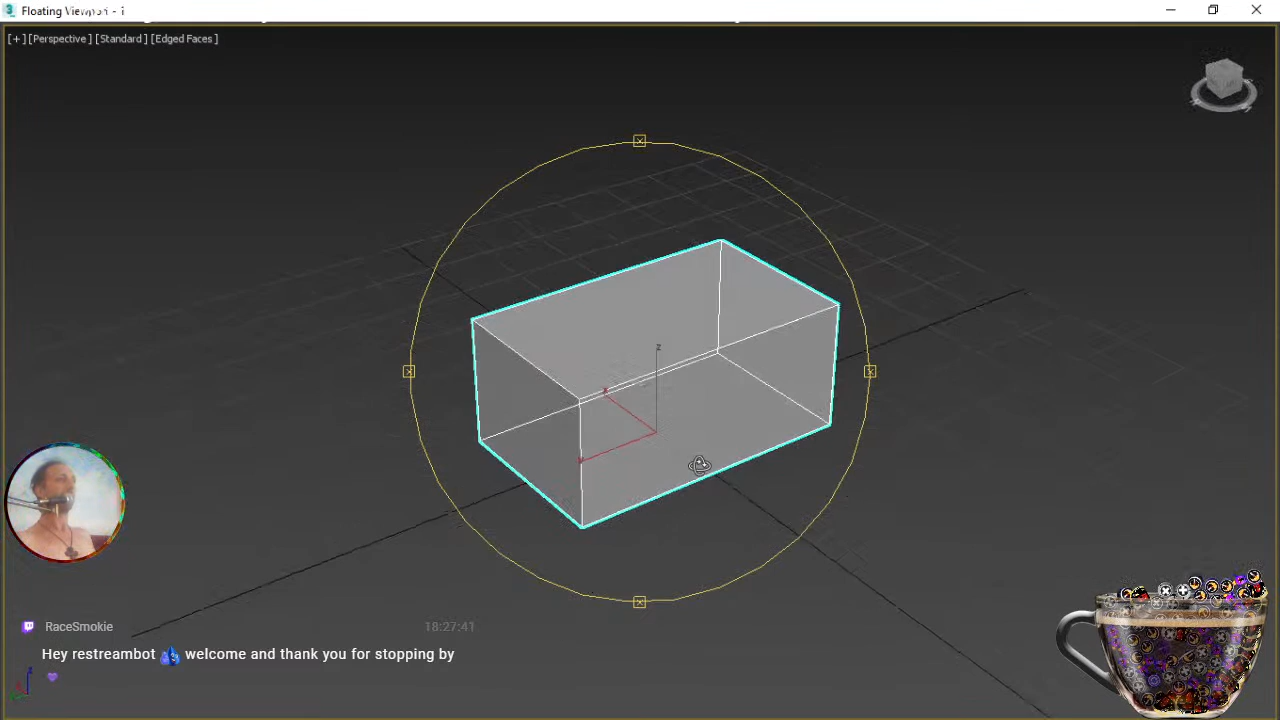 Floating Viewport - 1
[ + ] [Perspective ] [Standard ] [Edged Faces ]
z
RaceSmokie 18:27:41
Hey restreambot welcome and thank you for stopping by